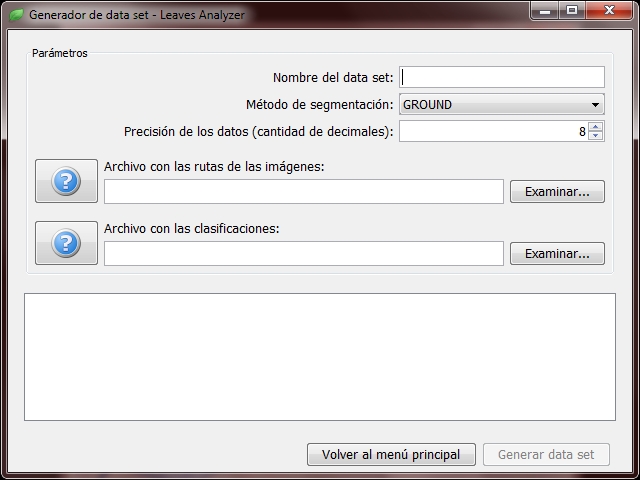 Generador de data set - Leaves Analyzer
Parámetros
Nombre del data set:
Método de segmentación: GROUND
Precisión de los datos (cantidad de decimales): 8
Archivo con las rutas de las imágenes:
Examinar...
Archivo con las clasificaciones:
Examinar...
Volver al menú principal Generar data set